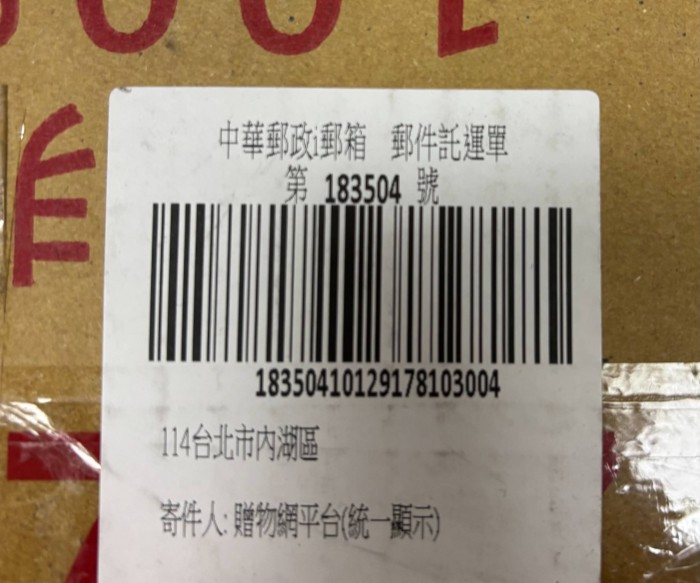 中華郵政i郵箱 郵件託運單
第 183504 號
18350410129178103004
114台北市內湖區
寄件人: 贈物網平台(統一顯示)